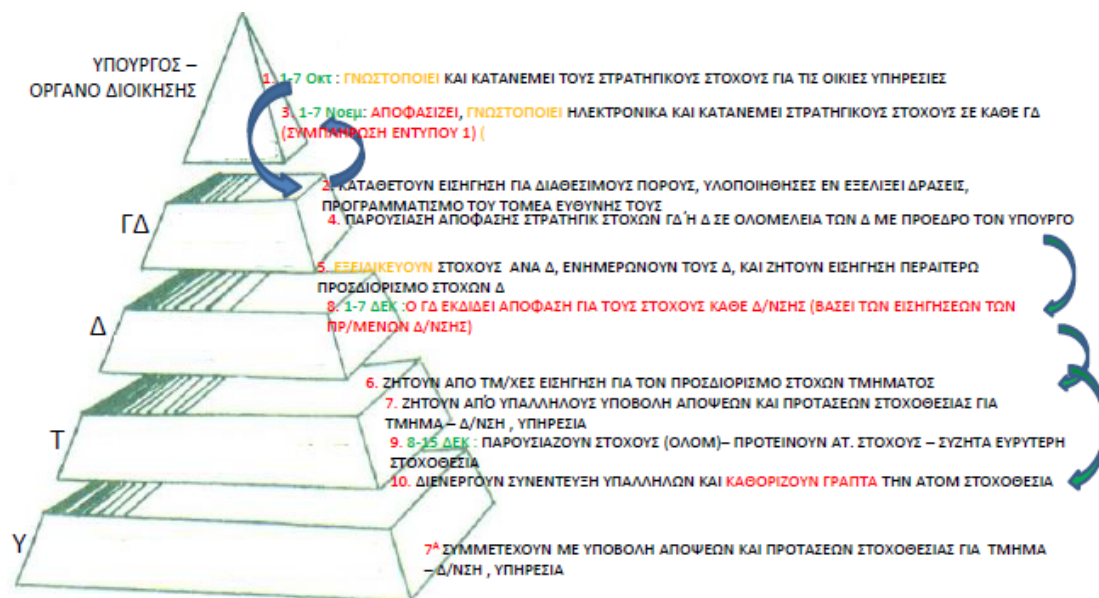 ΥΠΟΥΡΓΟΣ –
ΟΡΓΑΝΟ ΔΙΟΙΚΗΣΗΣ
1. 1-7 Οκτ : ΓΝΩΣΤΟΠΟΙΕΙ ΚΑΙ ΚΑΤΑΝΕΜΕΙ ΤΟΥΣ ΣΤΡΑΤΗΓΙΚΟΥΣ ΣΤΟΧΟΥΣ ΓΙΑ ΤΙΣ ΟΙΚΙΕΣ ΥΠΗΡΕΣΙΕΣ
3. 1-7 Νοεμ: ΑΠΟΦΑΣΙΖΕΙ, ΓΝΩΣΤΟΠΟΙΕΙ ΗΛΕΚΤΡΟΝΙΚΑ ΚΑΙ ΚΑΤΑΝΕΜΕΙ ΣΤΡΑΤΗΓΙΚΟΥΣ ΣΤΟΧΟΥΣ ΣΕ ΚΑΘΕ ΓΔ
(ΣΥΜΠΛΗΡΩΣΗ ΕΝΤΥΠΟΥ 1) (
2. ΚΑΤΑΘΕΤΟΥΝ ΕΙΣΗΓΗΣΗ ΓΙΑ ΔΙΑΘΕΣΙΜΟΥΣ ΠΟΡΟΥΣ, ΥΛΟΠΟΙΗΘΗΣΕΣ ΕΝ ΕΞΕΛΙΞΕΙ ΔΡΑΣΕΙΣ,
ΠΡΟΓΡΑΜΜΑΤΙΣΜΟ ΤΟΥ ΤΟΜΕΑ ΕΥΘΥΝΗΣ ΤΟΥΣ
ΓΔ
4. ΠΑΡΟΥΣΙΑΣΗ ΑΠΟΦΑΣΗΣ ΣΤΡΑΤΗΓΙΚ ΣΤΟΧΩΝ ΓΔ Ή Δ ΣΕ ΟΛΟΜΕΛΕΙΑ ΤΩΝ Δ ΜΕ ΠΡΟΕΔΡΟ ΤΟΝ ΥΠΟΥΡΓΟ
5. ΕΞΕΙΔΙΚΕΥΟΥΝ ΣΤΟΧΟΥΣ ΑΝΑ Δ, ΕΝΗΜΕΡΩΝΟΥΝ ΤΟΥΣ Δ, ΚΑΙ ΖΗΤΟΥΝ ΕΙΣΗΓΗΣΗ ΠΕΡΑΙΤΕΡΩ
ΠΡΟΣΔΙΟΡΙΣΜΟ ΣΤΟΧΩΝ Δ
8. 1-7 ΔΕΚ :Ο ΓΔ ΕΚΔΙΔΕΙ ΑΠΟΦΑΣΗ ΓΙΑ ΤΟΥΣ ΣΤΟΧΟΥΣ ΚΑΘΕ Δ/ΝΣΗΣ (ΒΑΣΕΙ ΤΩΝ ΕΙΣΗΓΗΣΕΩΝ ΤΩΝ
ΠΡ/ΜΕΝΩΝ Δ/ΝΣΗΣ)
Δ
6. ΖΗΤΟΥΝ ΑΠΟ ΤΜ/ΧΕΣ ΕΙΣΗΓΗΣΗ ΓΙΑ ΤΟΝ ΠΡΟΣΔΙΟΡΙΣΜΟ ΣΤΟΧΩΝ ΤΜΗΜΑΤΟΣ
7. ΖΗΤΟΥΝ ΑΠΌ ΥΠΑΛΛΗΛΟΥΣ ΥΠΟΒΟΛΗ ΑΠΟΨΕΩΝ ΚΑΙ ΠΡΟΤΑΣΕΩΝ ΣΤΟΧΟΘΕΣΙΑΣ ΓΙΑ
ΤΜΗΜΑ – Δ/ΝΣΗ , ΥΠΗΡΕΣΙΑ
Τ
9. 8-15 ΔΕΚ : ΠΑΡΟΥΣΙΑΖΟΥΝ ΣΤΟΧΟΥΣ (ΟΛΟΜ)– ΠΡΟΤΕΙΝΟΥΝ ΑΤ. ΣΤΟΧΟΥΣ – ΣΥΖΗΤΑ ΕΥΡΥΤΕΡΗ
ΣΤΟΧΟΘΕΣΙΑ
10. ΔΙΕΝΕΡΓΟΥΝ ΣΥΝΕΝΤΕΥΞΗ ΥΠΑΛΛΗΛΩΝ ΚΑΙ ΚΑΘΟΡΙΖΟΥΝ ΓΡΑΠΤΑ ΤΗΝ ΑΤΟΜ ΣΤΟΧΟΘΕΣΙΑ
Υ
7Α ΣΥΜΜΕΤΕΧΟΥΝ ΜΕ ΥΠΟΒΟΛΗ ΑΠΟΨΕΩΝ ΚΑΙ ΠΡΟΤΑΣΕΩΝ ΣΤΟΧΟΘΕΣΙΑΣ ΓΙΑ ΤΜΗΜΑ
– Δ/ΝΣΗ , ΥΠΗΡΕΣΙΑ